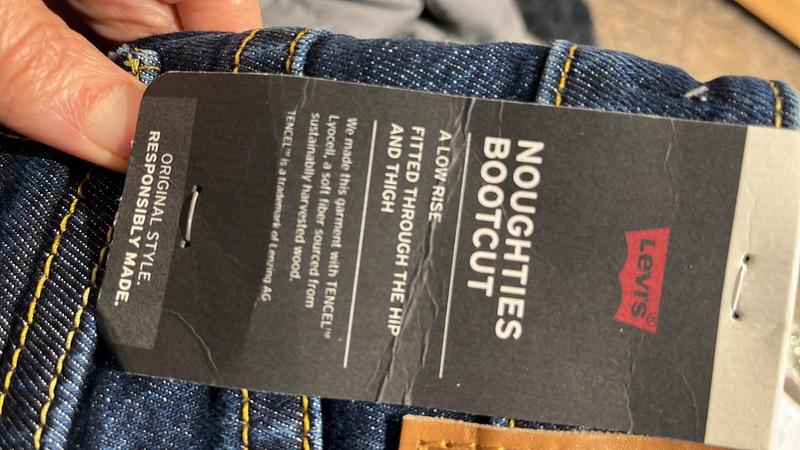 Levi's®
NOUGHTIES
BOOTCUT
A LOW RISE
FITTED THROUGH THE HIP
AND THIGH
We made this garment with TENCEL™
Lyocell, a soft fiber sourced from
sustainably harvested wood.
TENCEL™ is a trademark of Lenzing AG
ORIGINAL STYLE.
RESPONSIBLY MADE.